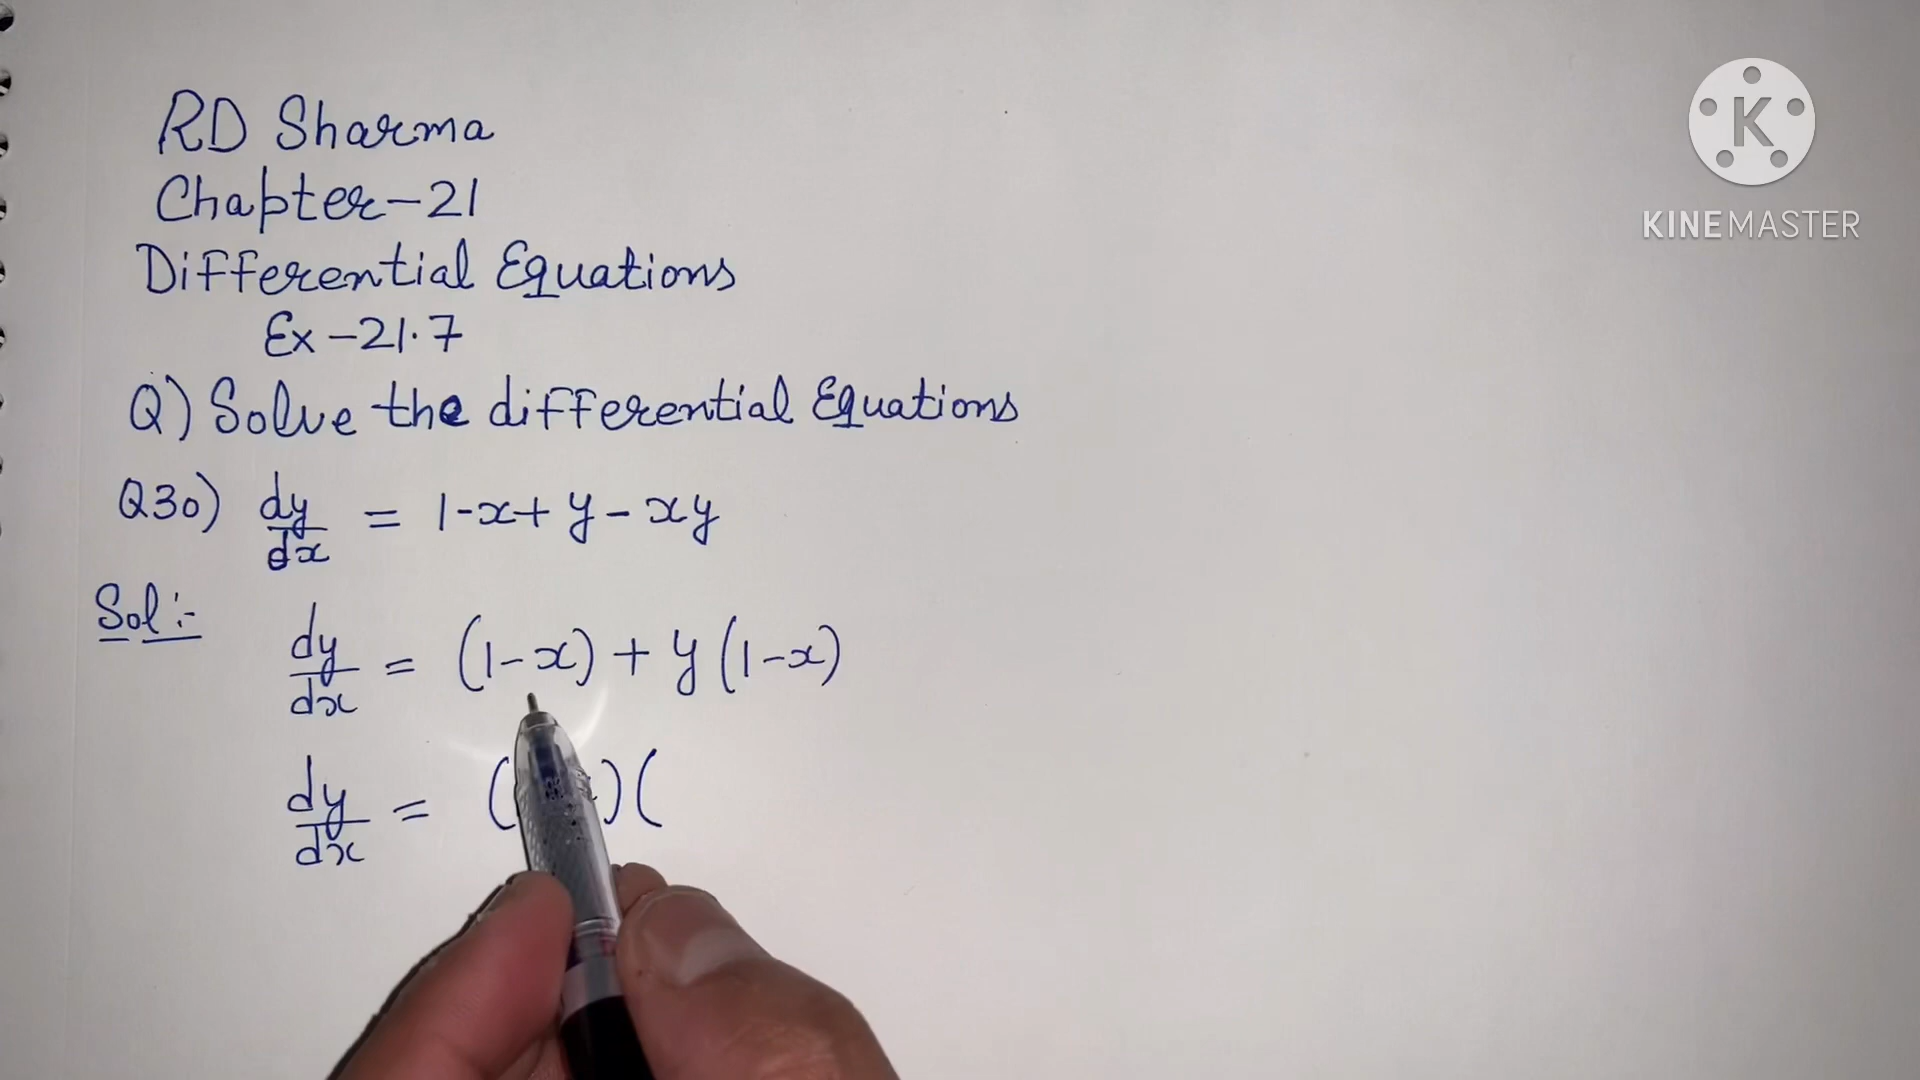 RD Sharma
Chapter-21
Differential Equations
Ex-21.7
Q) Solve the differential Equations
Q30) dy/dx = 1-x+y-xy
Sol:-
dy/dx = (1-x) + y(1-x)
dy/dx = ( )(
K
KINEMASTER